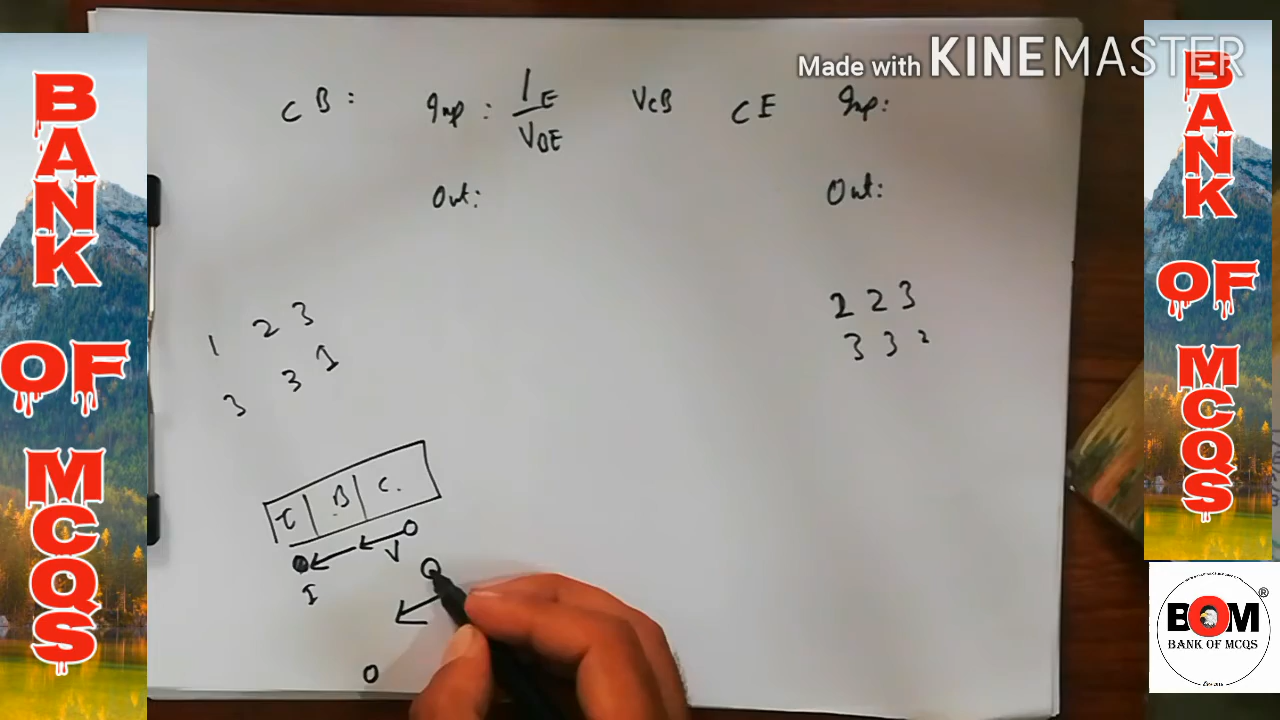 Made with KINEMASTER
C B : Inp : IE VCB CE Inp:
VBE
Out: Out:
1 2 3 2 2 3
3 3 1 3 3 2
E B C.
V
I
BANK OF MCQS
BANK OF MCQS
BOM
BANK OF MCQS